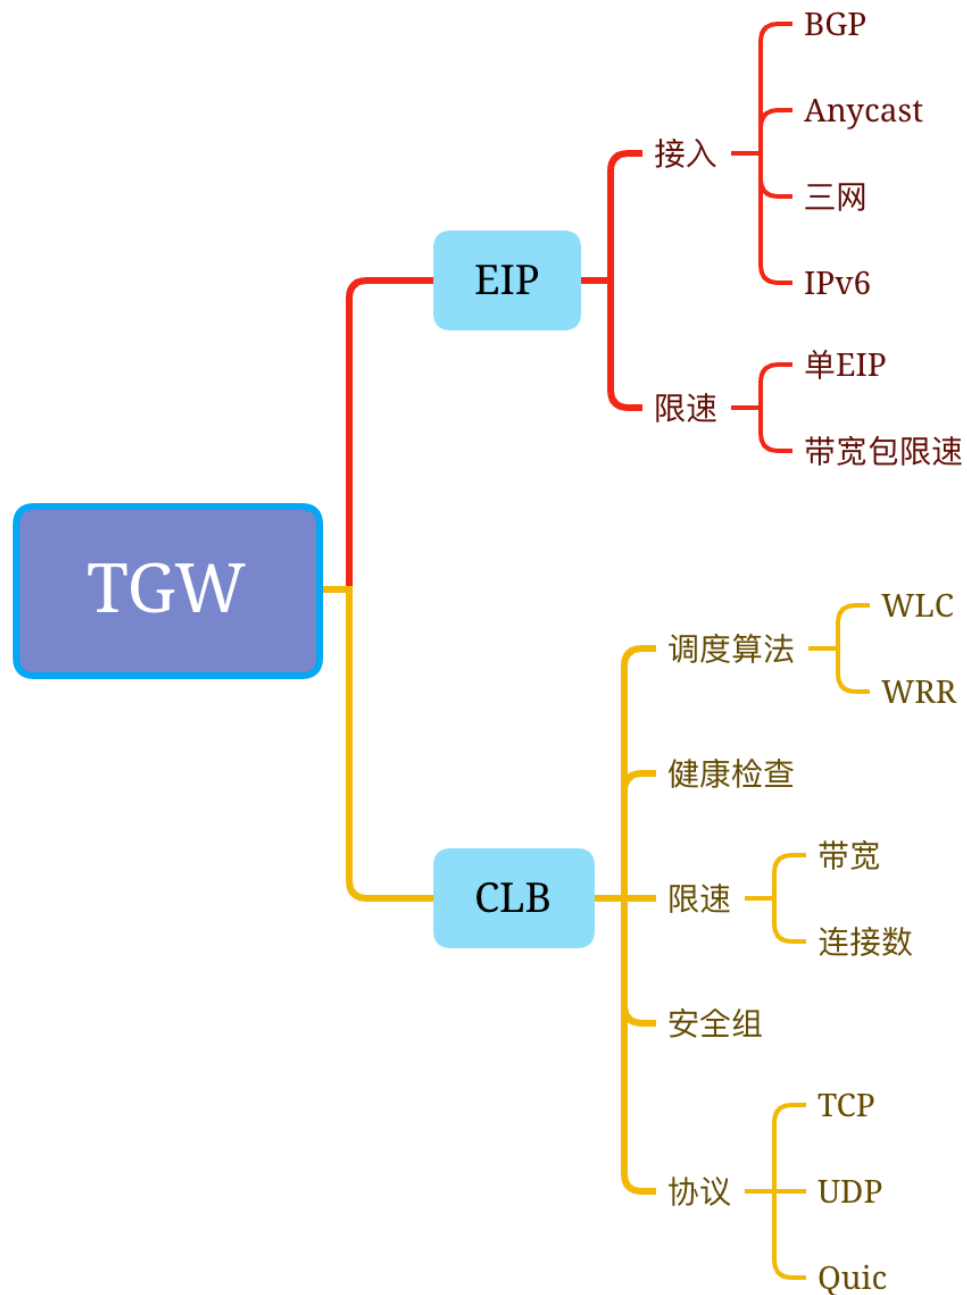 TGW
EIP
接入
BGP
Anycast
三网
IPv6
限速
单EIP
带宽包限速
CLB
调度算法
WLC
WRR
健康检查
限速
带宽
连接数
安全组
协议
TCP
UDP
Quic